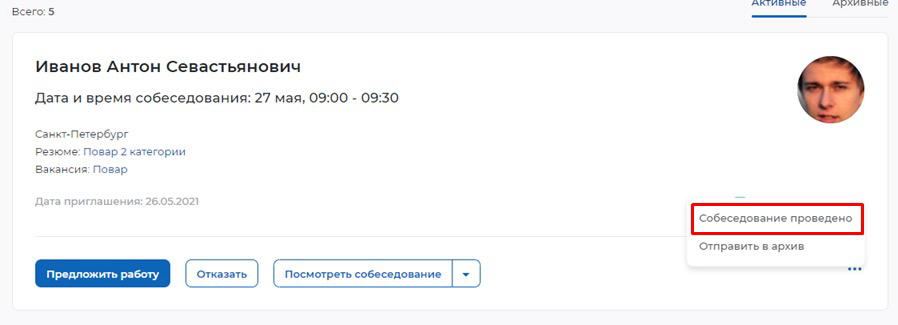 Всего: 5
Активные
Архивные
Иванов Антон Севастьянович
Дата и время собеседования: 27 мая, 09:00 - 09:30
Санкт-Петербург
Резюме: Повар 2 категории
Вакансия: Повар
Дата приглашения: 26.05.2021
Собеседование проведено
Отправить в архив
Предложить работу
Отказать
Посмотреть собеседование